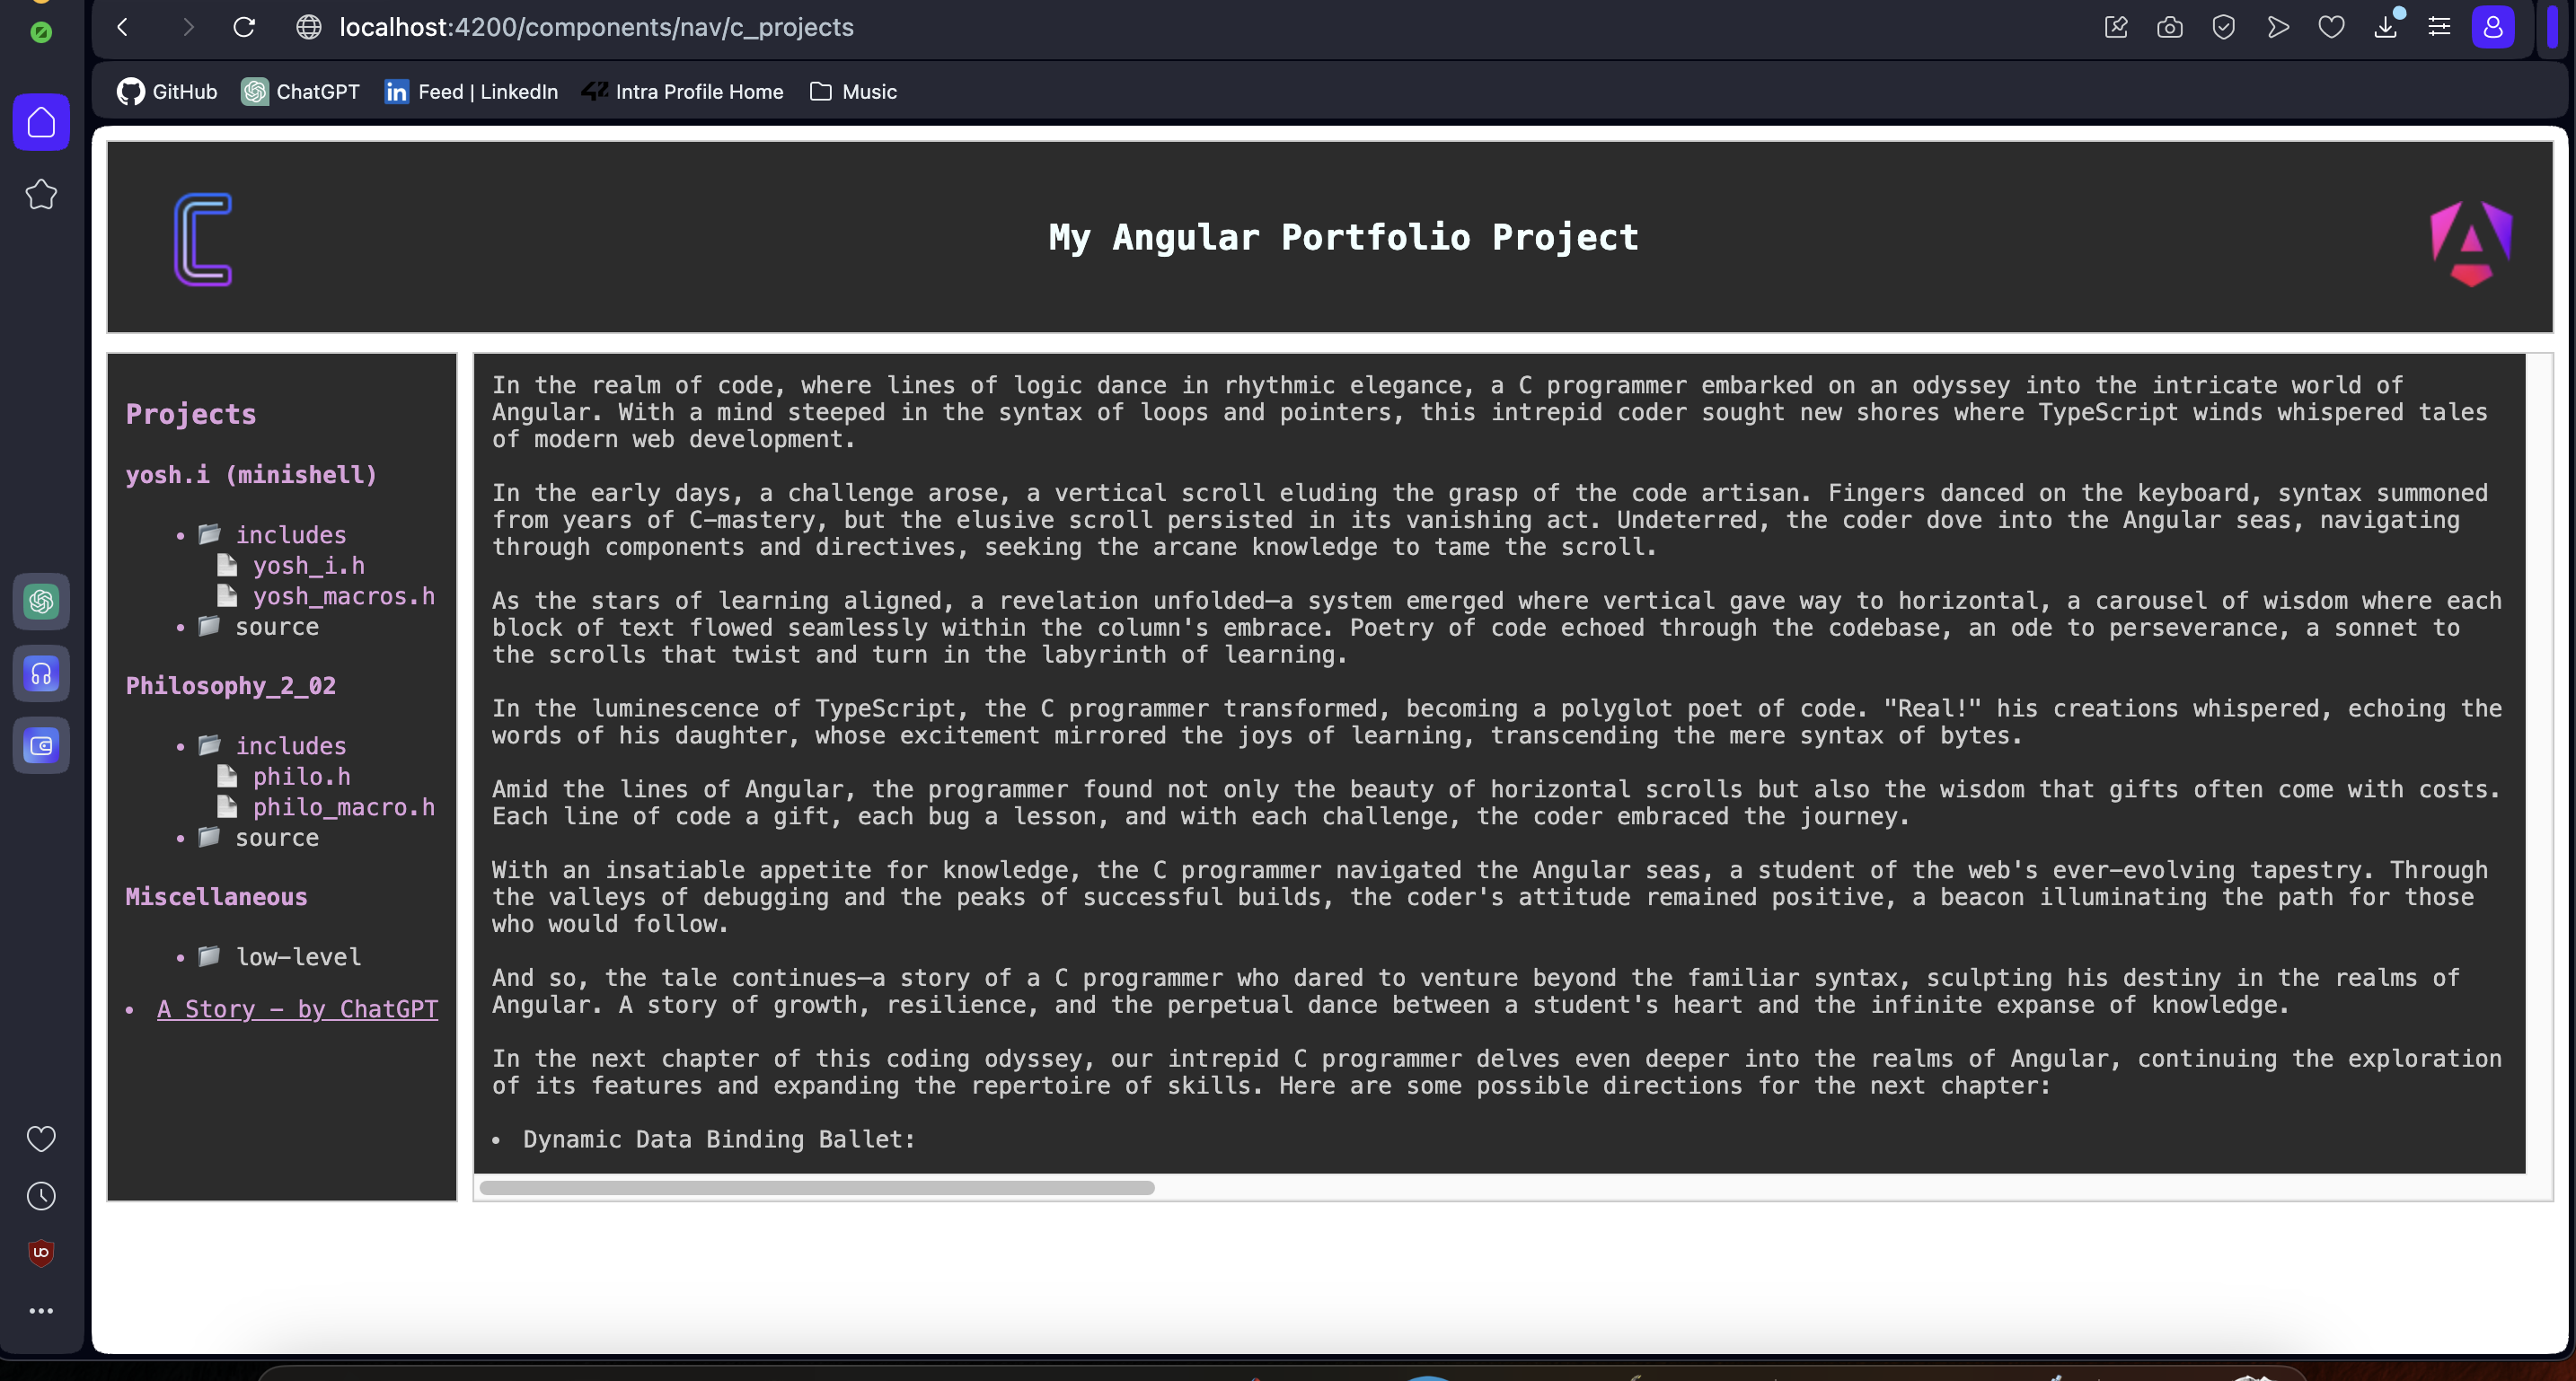 localhost:4200/components/nav/c_projects
GitHub
ChatGPT
Feed | LinkedIn
Intra Profile Home
Music
My Angular Portfolio Project
Projects
yosh.i (minishell)
• includes
yosh_i.h
yosh_macros.h
• source
Philosophy_2_02
• includes
philo.h
philo_macro.h
• source
Miscellaneous
• low-level
• A Story - by ChatGPT
In the realm of code, where lines of logic dance in rhythmic elegance, a C programmer embarked on an odyssey into the intricate world of
Angular. With a mind steeped in the syntax of loops and pointers, this intrepid coder sought new shores where TypeScript winds whispered tales
of modern web development.
In the early days, a challenge arose, a vertical scroll eluding the grasp of the code artisan. Fingers danced on the keyboard, syntax summoned
from years of C-mastery, but the elusive scroll persisted in its vanishing act. Undeterred, the coder dove into the Angular seas, navigating
through components and directives, seeking the arcane knowledge to tame the scroll.
As the stars of learning aligned, a revelation unfolded—a system emerged where vertical gave way to horizontal, a carousel of wisdom where each
block of text flowed seamlessly within the column's embrace. Poetry of code echoed through the codebase, an ode to perseverance, a sonnet to
the scrolls that twist and turn in the labyrinth of learning.
In the luminescence of TypeScript, the C programmer transformed, becoming a polyglot poet of code. "Real!" his creations whispered, echoing the
words of his daughter, whose excitement mirrored the joys of learning, transcending the mere syntax of bytes.
Amid the lines of Angular, the programmer found not only the beauty of horizontal scrolls but also the wisdom that gifts often come with costs.
Each line of code a gift, each bug a lesson, and with each challenge, the coder embraced the journey.
With an insatiable appetite for knowledge, the C programmer navigated the Angular seas, a student of the web's ever-evolving tapestry. Through
the valleys of debugging and the peaks of successful builds, the coder's attitude remained positive, a beacon illuminating the path for those
who would follow.
And so, the tale continues—a story of a C programmer who dared to venture beyond the familiar syntax, sculpting his destiny in the realms of
Angular. A story of growth, resilience, and the perpetual dance between a student's heart and the infinite expanse of knowledge.
In the next chapter of this coding odyssey, our intrepid C programmer delves even deeper into the realms of Angular, continuing the exploration
of its features and expanding the repertoire of skills. Here are some possible directions for the next chapter:
• Dynamic Data Binding Ballet: